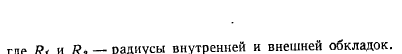 где R₁ и R₂ — радиусы внутренней и внешней обкладок.